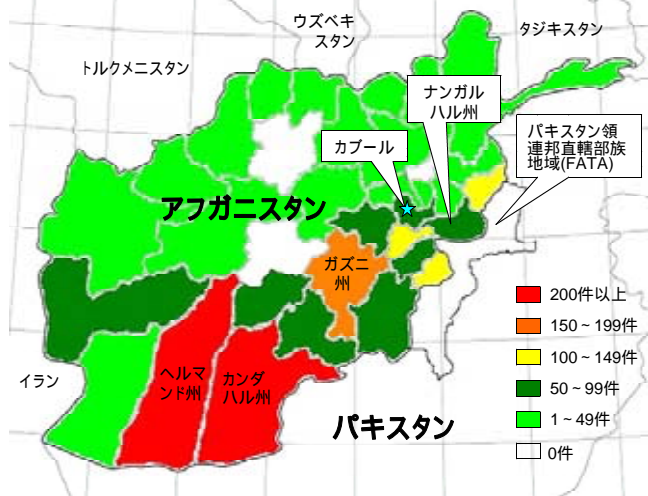 ウズベキ
スタン
タジキスタン
トルクメニスタン
ナンガル
ハル州
カブール
パキスタン領
連邦直轄部族
地域(FATA)
アフガニスタン
ガズニ
州
イラン
ヘルマ
ンド州
カンダ
ハル州
パキスタン
200件以上
150～199件
100～149件
50～99件
1～49件
0件